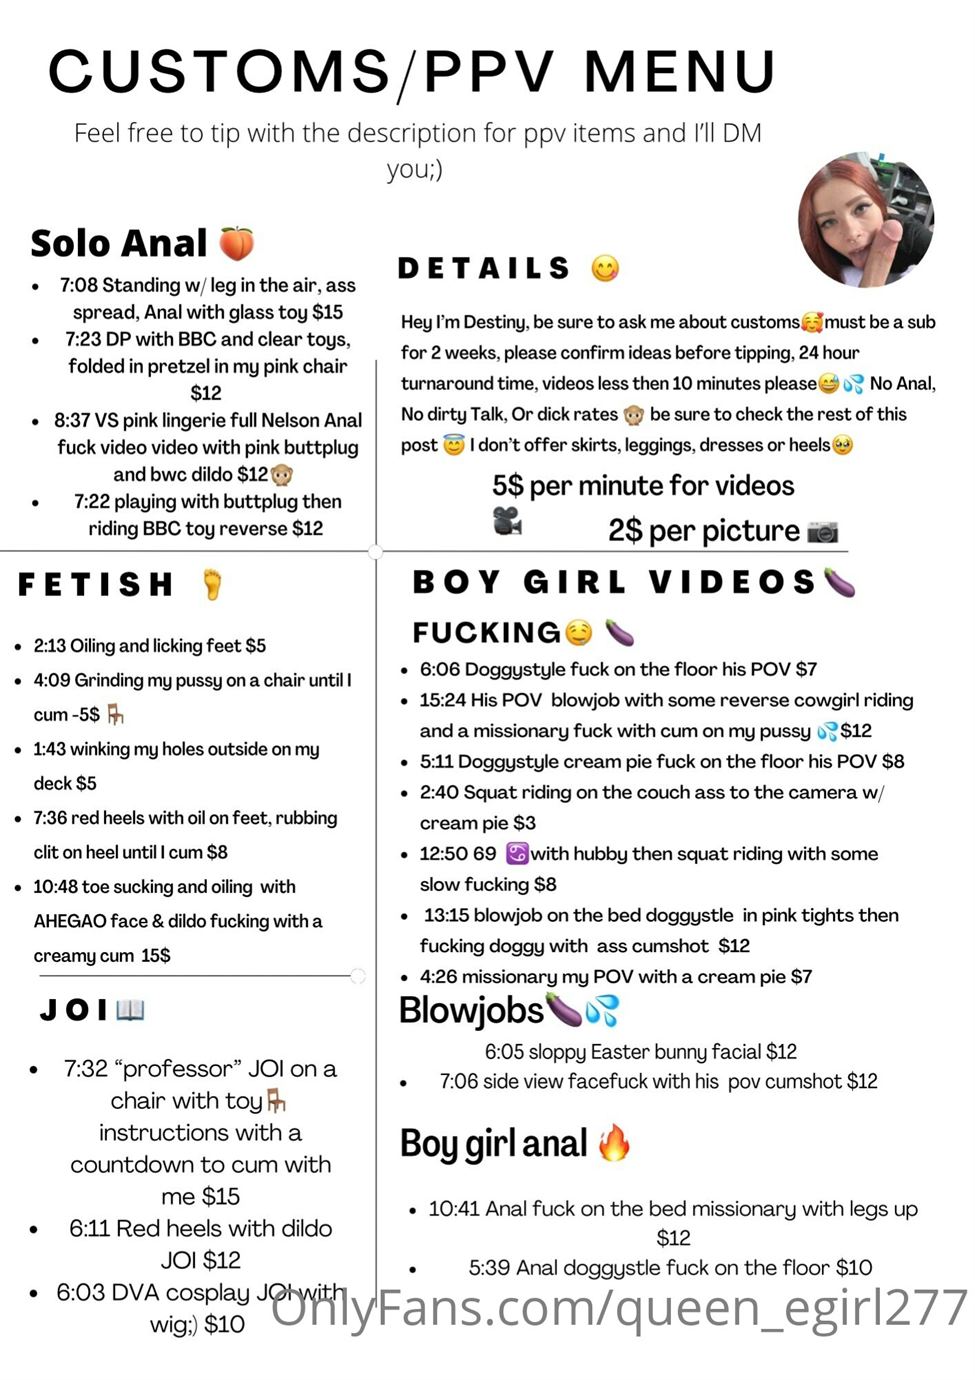 CUSTOMS/PPV MENU
Feel free to tip with the description for ppv items and I'll DM
you;)
Solo Anal 🍑
• 7:08 Standing w/ leg in the air, ass
spread, Anal with glass toy $15
• 7:23 DP with BBC and clear toys,
folded in pretzel in my pink chair
$12
• 8:37 VS pink lingerie full Nelson Anal
fuck video video with pink buttplug
and bwc dildo $12🙊
• 7:22 playing with buttplug then
riding BBC toy reverse $12
DETAILS 😋
Hey I'm Destiny, be sure to ask me about customs🥰must be a sub
for 2 weeks, please confirm ideas before tipping, 24 hour
turnaround time, videos less then 10 minutes please😅💦 No Anal,
No dirty Talk, Or dick rates 🙊 be sure to check the rest of this
post 😇 I don't offer skirts, leggings, dresses or heels🥹
5$ per minute for videos
🎥 2$ per picture 📷
FETISH 🦶
• 2:13 Oiling and licking feet $5
• 4:09 Grinding my pussy on a chair until I
cum -5$ 🪑
• 1:43 winking my holes outside on my
deck $5
• 7:36 red heels with oil on feet, rubbing
clit on heel until I cum $8
• 10:48 toe sucking and oiling with
AHEGAO face & dildo fucking with a
creamy cum 15$
BOY GIRL VIDEOS🍆
FUCKING😋 🍆
• 6:06 Doggystyle fuck on the floor his POV $7
• 15:24 His POV blowjob with some reverse cowgirl riding
and a missionary fuck with cum on my pussy 💦$12
• 5:11 Doggystyle cream pie fuck on the floor his POV $8
• 2:40 Squat riding on the couch ass to the camera w/
cream pie $3
• 12:50 69 ♋with hubby then squat riding with some
slow fucking $8
• 13:15 blowjob on the bed doggystle in pink tights then
fucking doggy with ass cumshot $12
• 4:26 missionary my POV with a cream pie $7
JOI📖
• 7:32 “professor” JOI on a
chair with toy🪑
instructions with a
countdown to cum with
me $15
• 6:11 Red heels with dildo
JOI $12
• 6:03 DVA cosplay JOI with
wig;) $10
Blowjobs🍆💦
6:05 sloppy Easter bunny facial $12
• 7:06 side view facefuck with his pov cumshot $12
Boy girl anal 🔥
• 10:41 Anal fuck on the bed missionary with legs up
$12
• 5:39 Anal doggystle fuck on the floor $10
OnlyFans.com/queen_egirl277